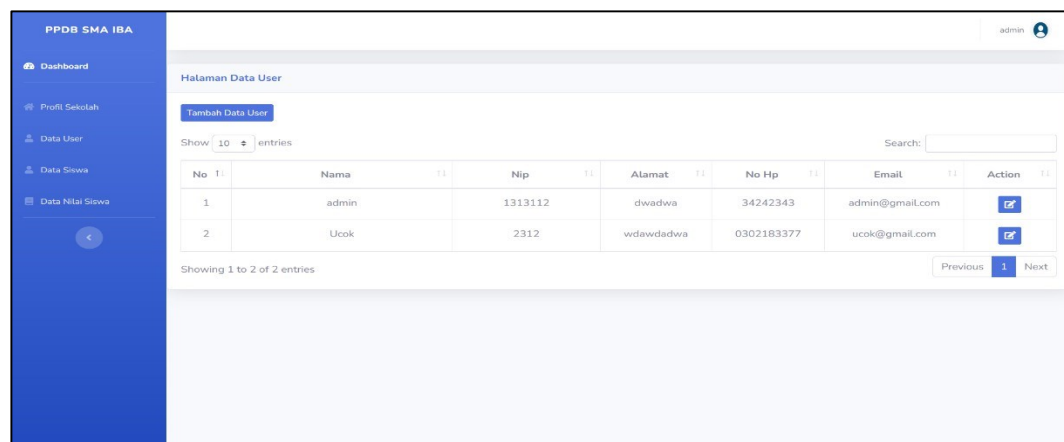 PPDB SMA IBA
admin
Dashboard
Profil Sekolah
Data User
Data Siswa
Data Nilai Siswa
Halaman Data User
Tambah Data User
Show 10 entries
Search:
No Nama Nip Alamat No Hp Email Action
1 admin 1313112 dwadwa 34242343 admin@gmail.com
2 Ucok 2312 wdawdadwa 0302183377 ucok@gmail.com
Showing 1 to 2 of 2 entries
Previous 1 Next